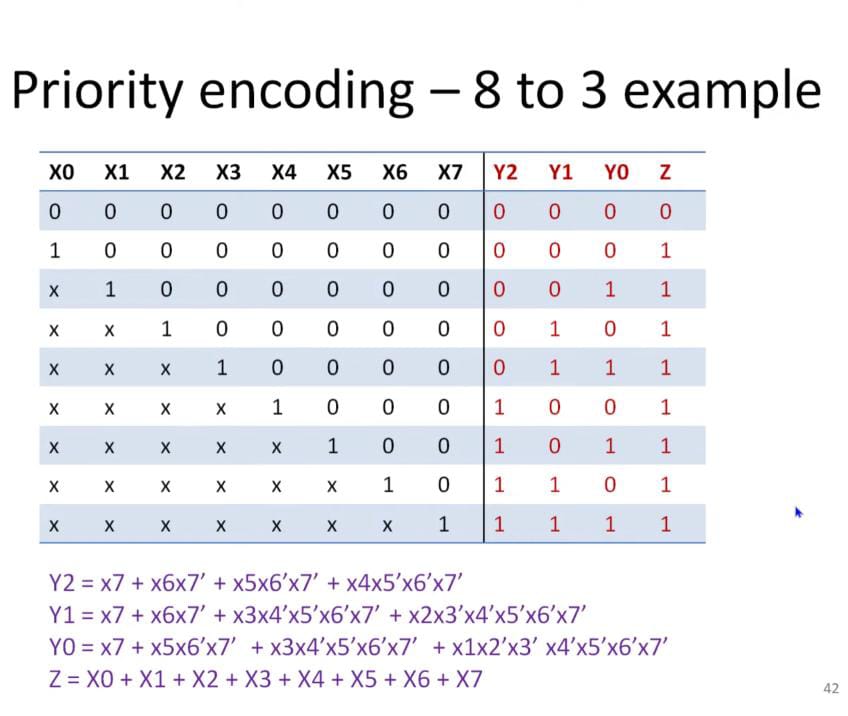 Priority encoding – 8 to 3 example
X0 X1 X2 X3 X4 X5 X6 X7 Y2 Y1 Y0 Z
0 0 0 0 0 0 0 0 0 0 0 0
1 0 0 0 0 0 0 0 0 0 0 1
x 1 0 0 0 0 0 0 0 0 1 1
x x 1 0 0 0 0 0 0 1 0 1
x x x 1 0 0 0 0 0 1 1 1
x x x x 1 0 0 0 1 0 0 1
x x x x x 1 0 0 1 0 1 1
x x x x x x 1 0 1 1 0 1
x x x x x x x 1 1 1 1 1
Y2 = x7 + x6x7’ + x5x6’x7’ + x4x5’x6’x7’
Y1 = x7 + x6x7’ + x3x4’x5’x6’x7’ + x2x3’x4’x5’x6’x7’
Y0 = x7 + x5x6’x7’ + x3x4’x5’x6’x7’ + x1x2’x3’ x4’x5’x6’x7’
Z = X0 + X1 + X2 + X3 + X4 + X5 + X6 + X7
42